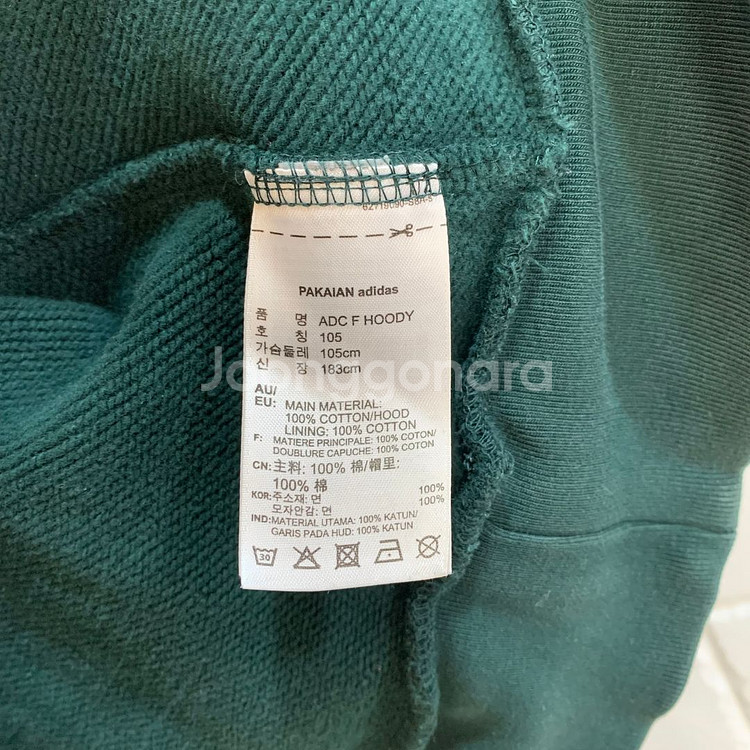 62719090-S8A-5
PAKAIAN adidas
품 명 ADC F HOODY
호 칭 105
가슴둘레 105cm
신 장 183cm
AU/
EU: MAIN MATERIAL:
100% COTTON/HOOD
LINING: 100% COTTON
F: MATIERE PRINCIPALE: 100% COTON/
DOUBLURE CAPUCHE: 100% COTON
CN: 主料: 100% 棉/帽里:
100% 棉
KOR: 주소재: 면 100%
모자안감: 면 100%
IND: MATERIAL UTAMA: 100% KATUN/
GARIS PADA HUD: 100% KATUN
30
Joonggonara